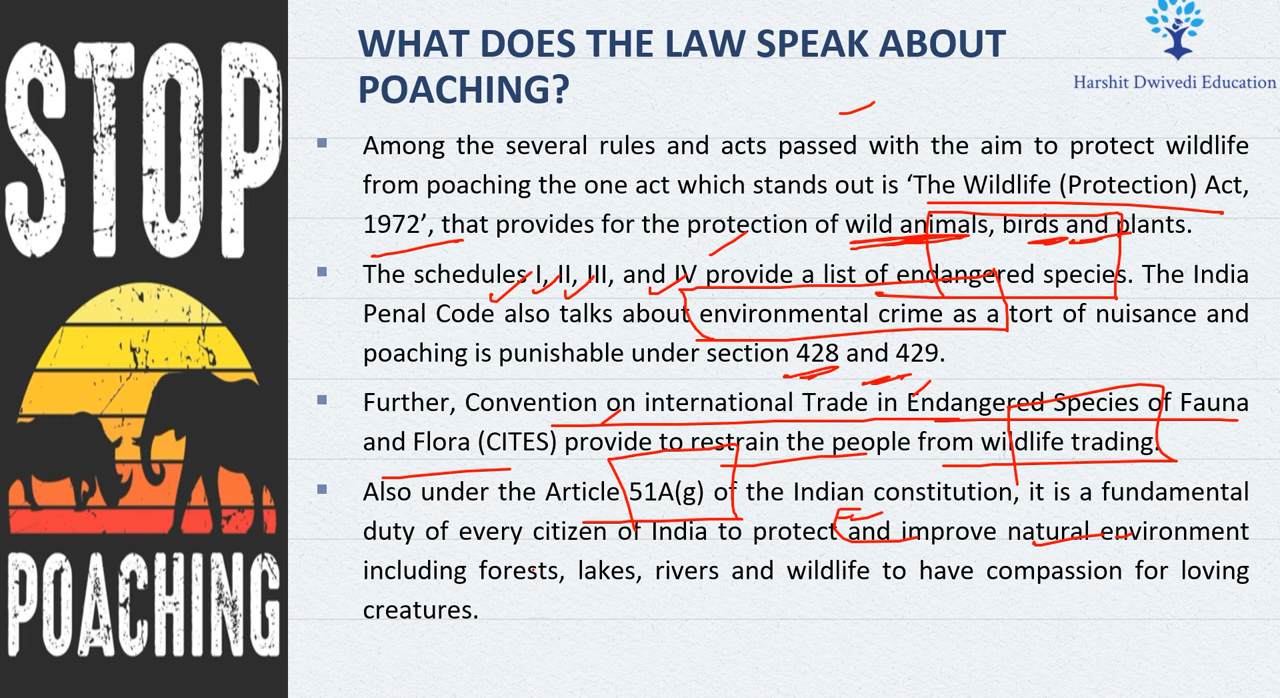 STOP
POACHING
WHAT DOES THE LAW SPEAK ABOUT
POACHING?
Harshit Dwivedi Education
▪ Among the several rules and acts passed with the aim to protect wildlife
from poaching the one act which stands out is ‘The Wildlife (Protection) Act,
1972’, that provides for the protection of wild animals, birds and plants.
▪ The schedules I, II, III, and IV provide a list of endangered species. The India
Penal Code also talks about environmental crime as a tort of nuisance and
poaching is punishable under section 428 and 429.
▪ Further, Convention on international Trade in Endangered Species of Fauna
and Flora (CITES) provide to restrain the people from wildlife trading.
▪ Also under the Article 51A(g) of the Indian constitution, it is a fundamental
duty of every citizen of India to protect and improve natural environment
including forests, lakes, rivers and wildlife to have compassion for loving
creatures.